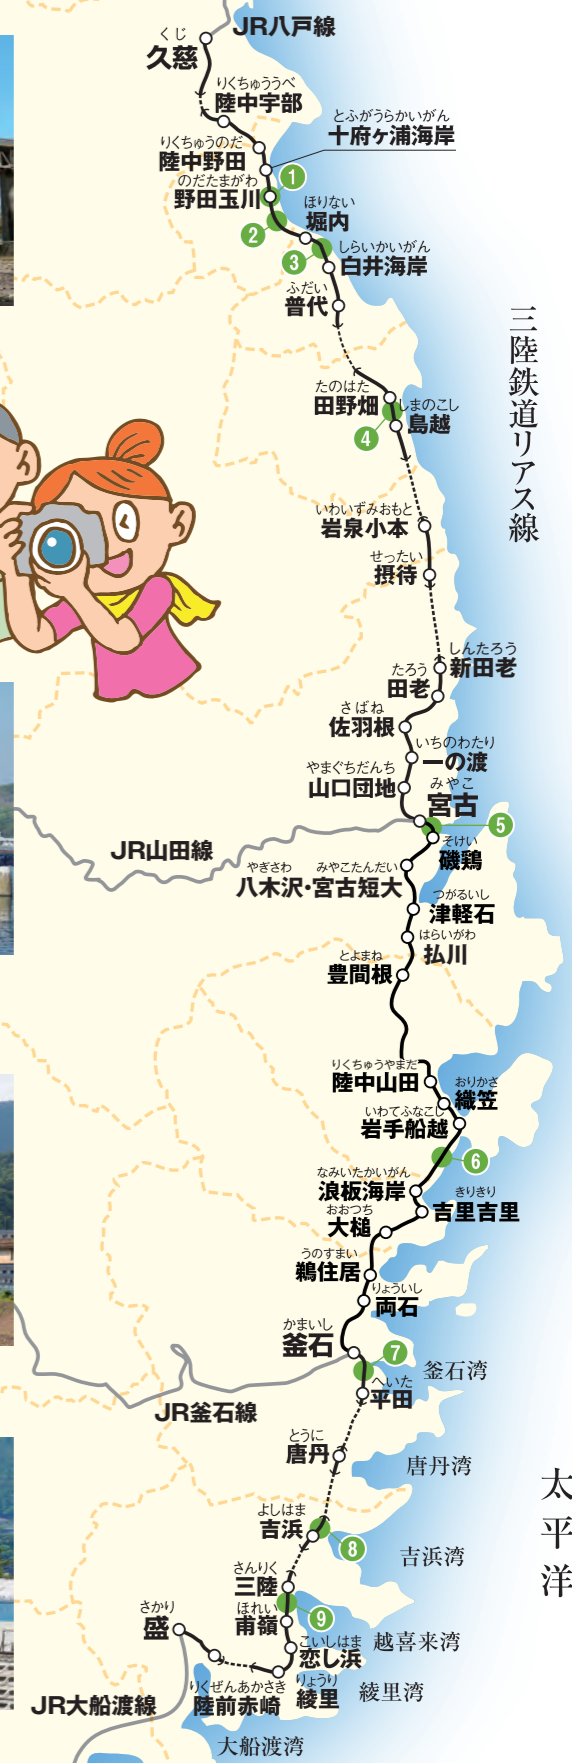 JR八戸線
くじ
久慈
りくちゅううべ
陸中宇部
とふがうらかいがん
十府ヶ浦海岸
りくちゅうのだ
陸中野田
のだたまがわ
野田玉川
1
ほりない
堀内
2
しらいかいがん
白井海岸
3
ふだい
普代
三陸鉄道リアス線
たのはた
田野畑
しまのこし
島越
4
いわいずみおもと
岩泉小本
せったい
摂待
しんたろう
新田老
たろう
田老
さばね
佐羽根
いちのわたり
一の渡
やまぐちだんち
山口団地
みやこ
宮古
5
JR山田線
そけい
磯鶏
やぎさわ みやこたんだい
八木沢・宮古短大
つがるいし
津軽石
はらいがわ
払川
とよまね
豊間根
りくちゅうやまだ
陸中山田
おりかさ
織笠
いわてふなこし
岩手船越
6
なみいたかいがん
浪板海岸
きりきり
吉里吉里
おおつち
大槌
うのすまい
鵜住居
りょういし
両石
かまいし
釜石
7
釜石湾
へいた
平田
JR釜石線
とうに
唐丹
唐丹湾
太平洋
よしはま
吉浜
8
吉浜湾
さんりく
三陸
9
ほれい
甫嶺
さかり
盛
こいしはま
恋し浜
越喜来湾
りょうり
綾里
綾里湾
りくぜんあかさき
陸前赤崎
JR大船渡線
大船渡湾